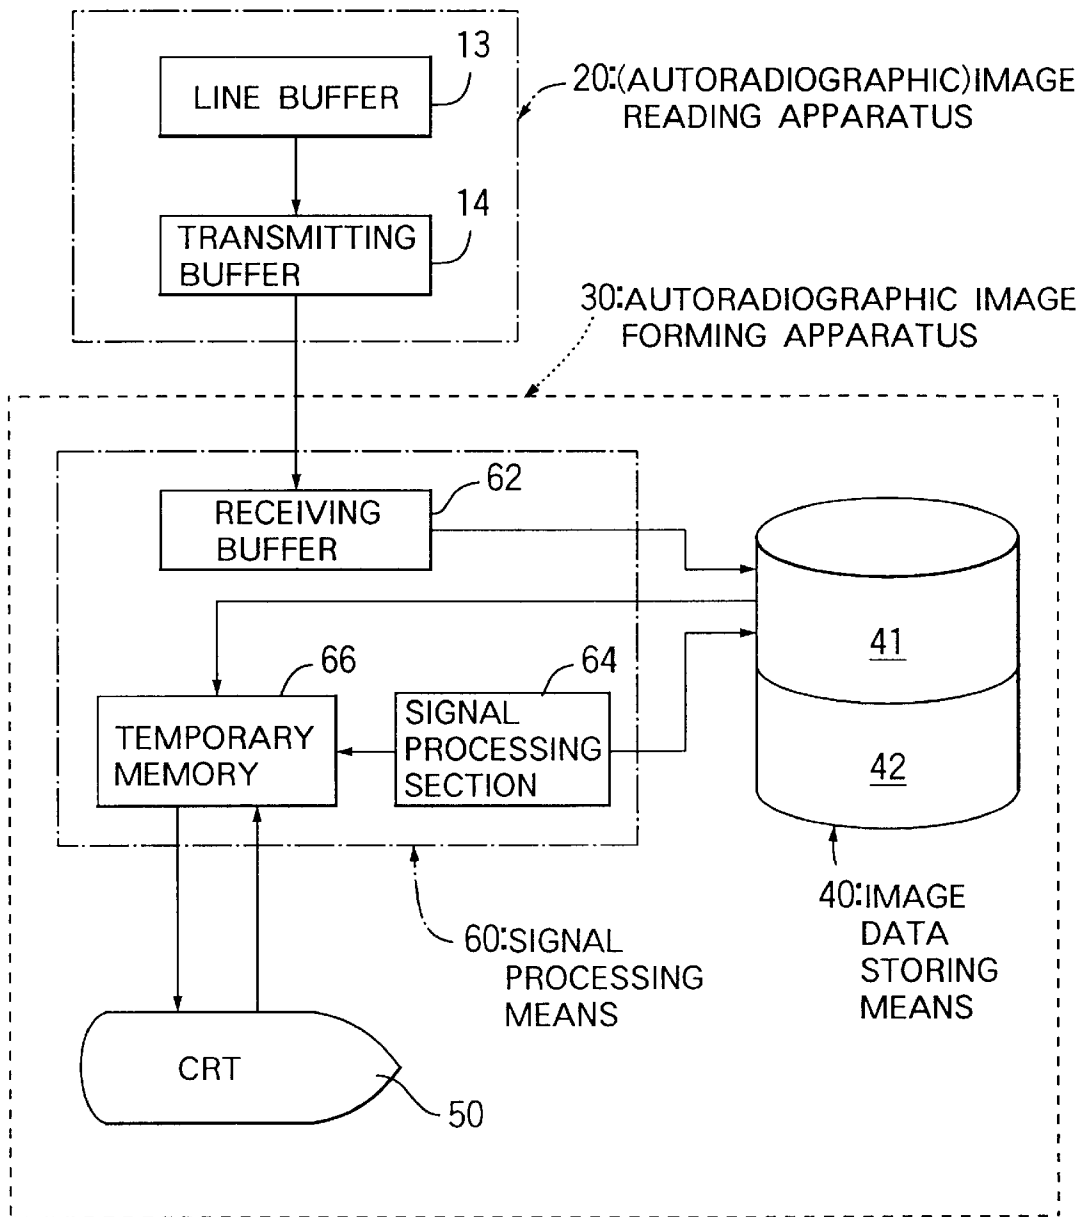 13
LINE BUFFER
20:(AUTORADIOGRAPHIC)IMAGE
READING APPARATUS
14
TRANSMITTING
BUFFER
30:AUTORADIOGRAPHIC IMAGE
FORMING APPARATUS
62
RECEIVING
BUFFER
41
42
66
TEMPORARY
MEMORY
64
SIGNAL
PROCESSING
SECTION
40:IMAGE
DATA
STORING
MEANS
60:SIGNAL
PROCESSING
MEANS
CRT
50